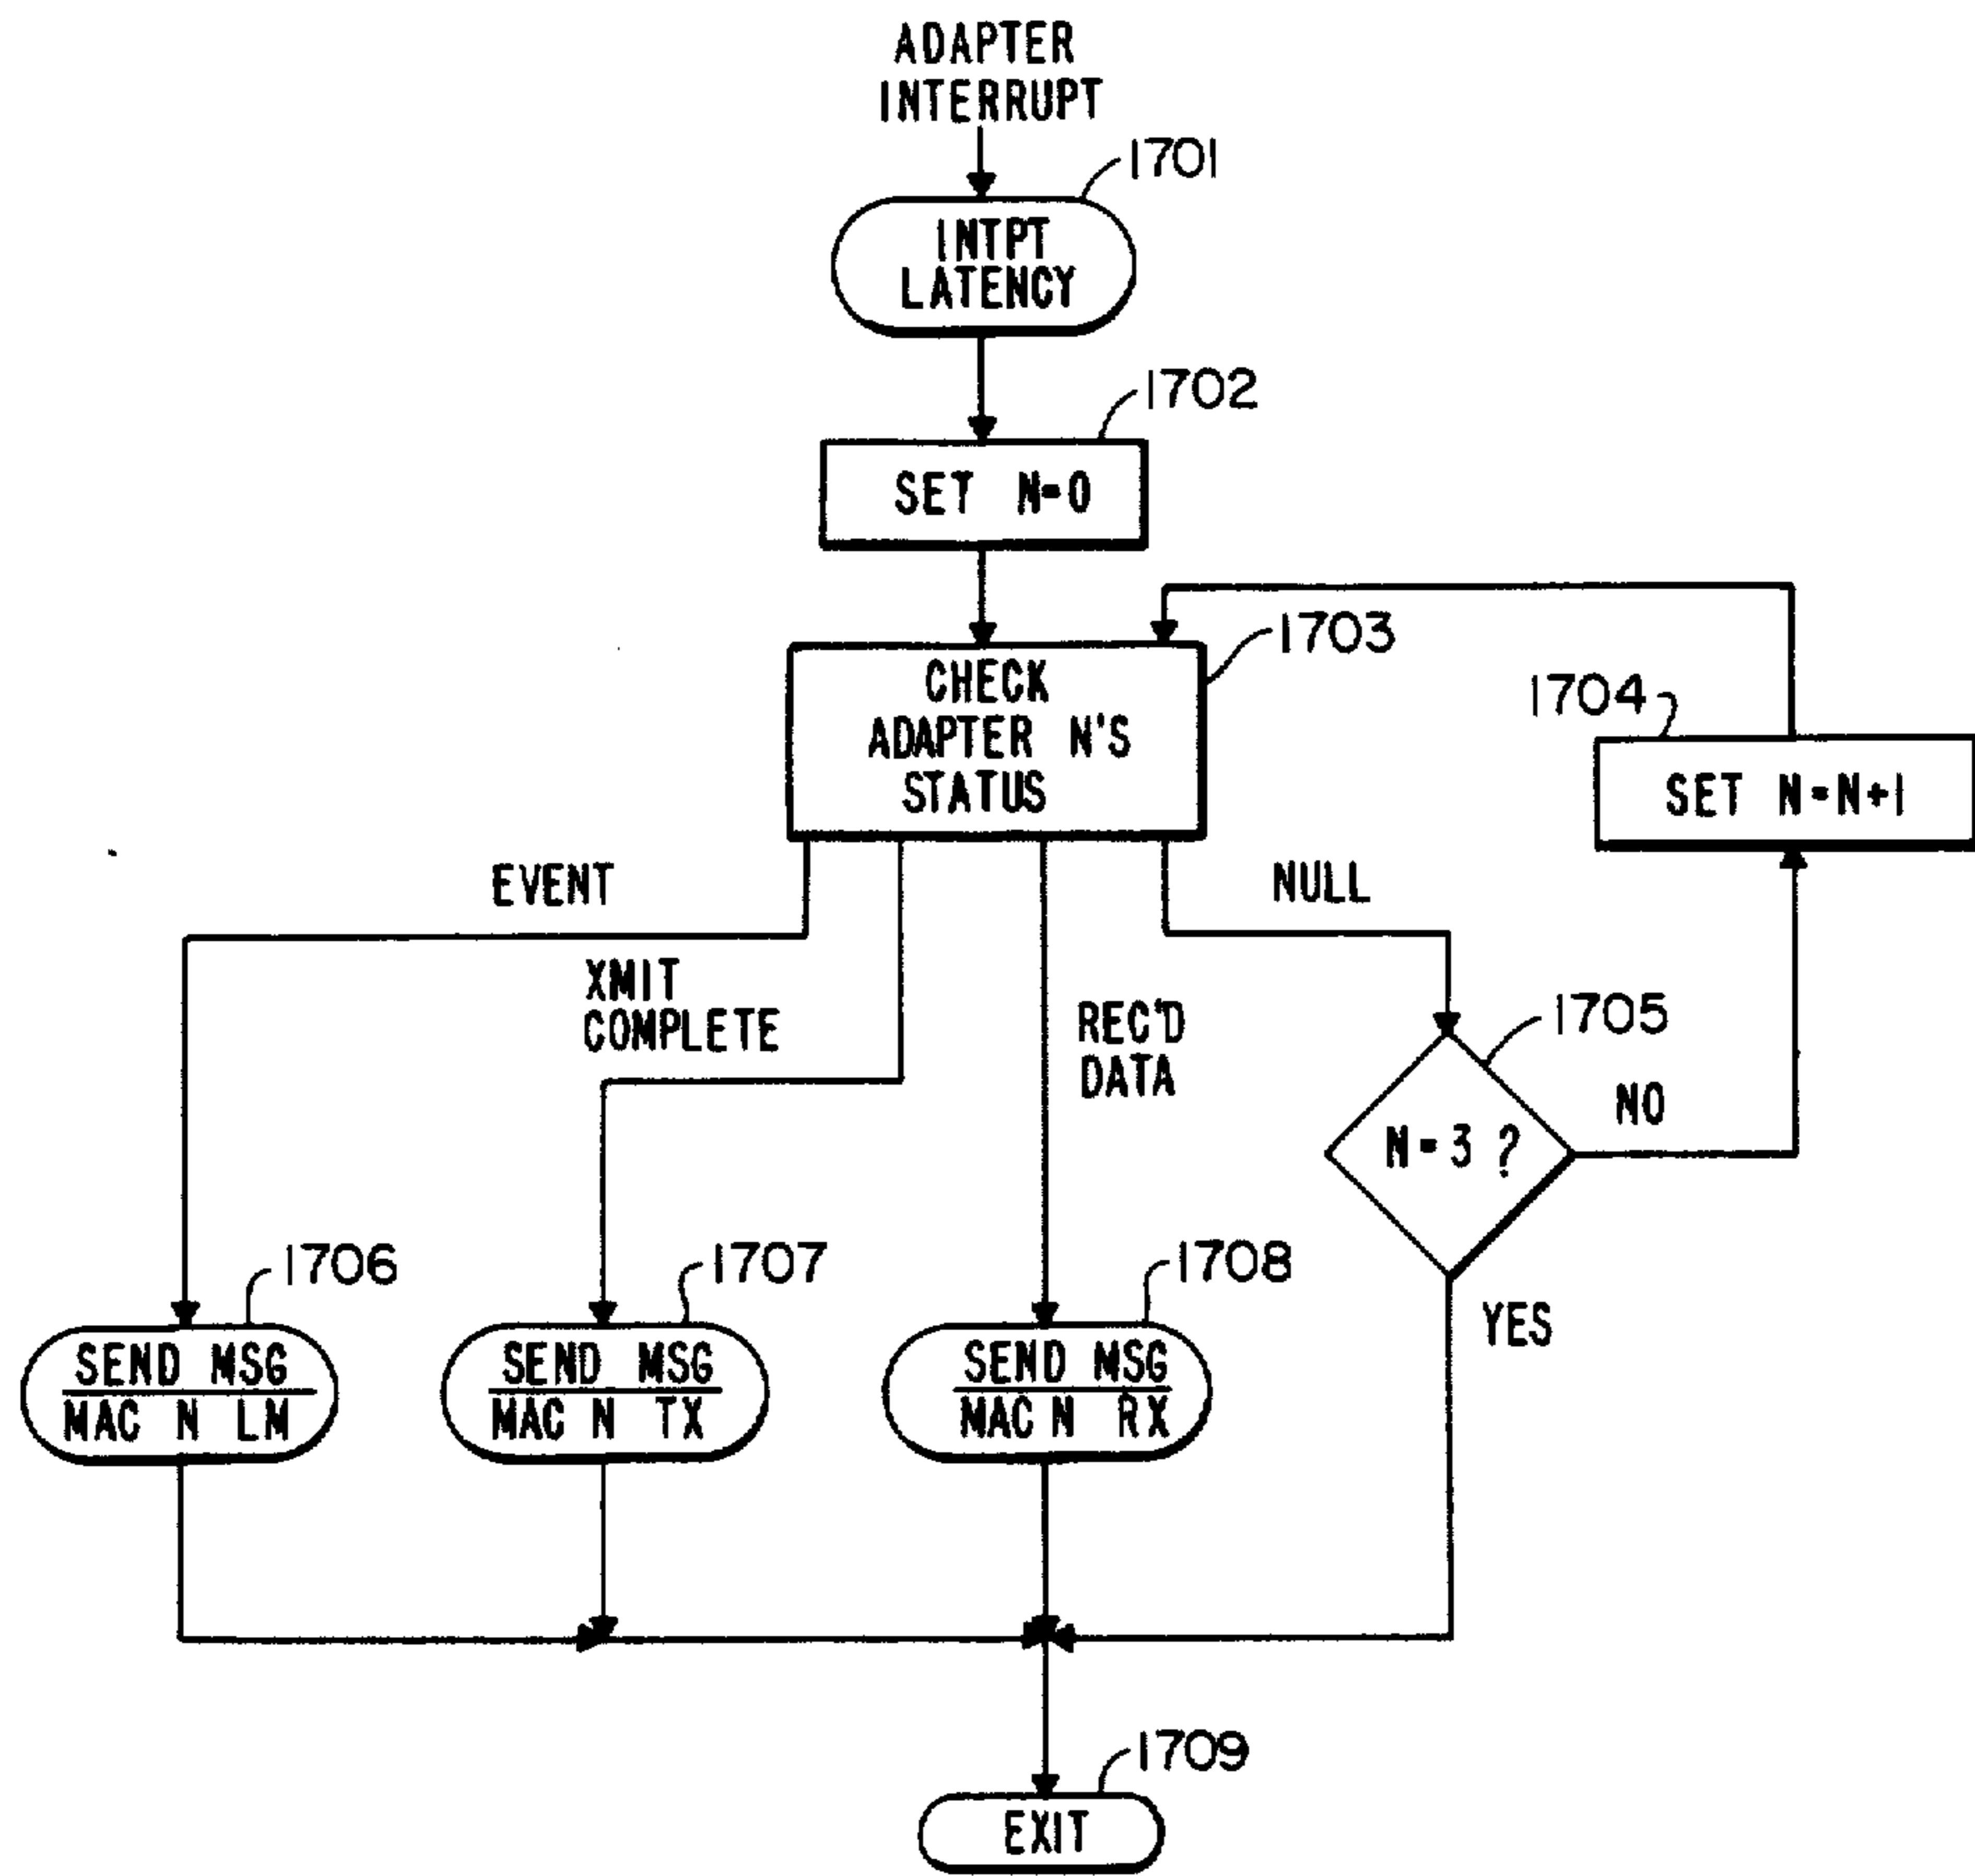 ADAPTER
INTERRUPT
1701
INTPT
LATENCY
1702
SET N=0
1703
CHECK
ADAPTER N'S
STATUS
1704
SET N=N+1
EVENT
NULL
XMIT
COMPLETE
REC'D
DATA
1705
N=3 ?
NO
YES
1706
SEND MSG
MAC N LM
1707
SEND MSG
MAC N TX
1708
SEND MSG
MAC N RX
1709
EXIT